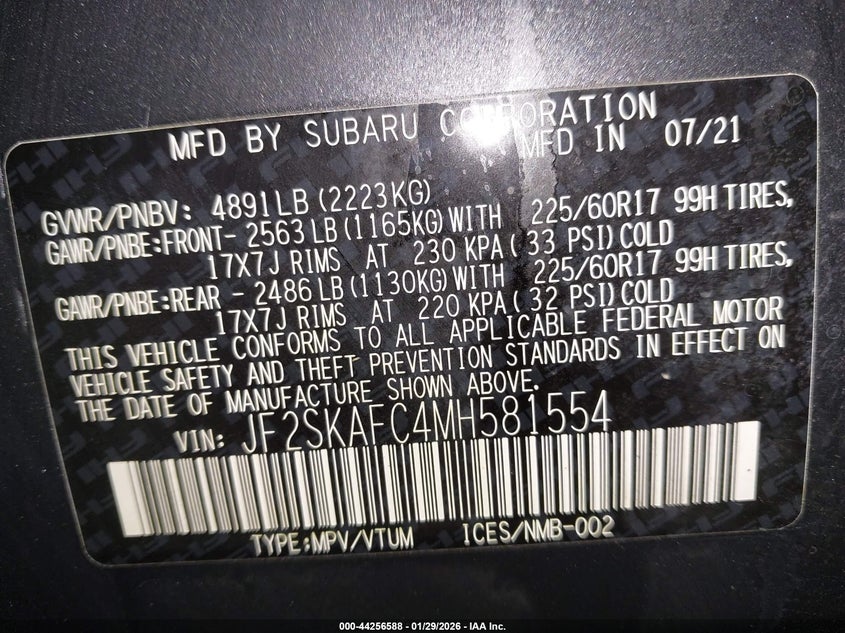 MFD BY SUBARU CORPORATION
MFD IN 07/21
GVWR/PNBV: 4891LB (2223KG)
GAWR/PNBE:FRONT- 2563 LB (1165KG) WITH 225/60R17 99H TIRES,
17X7J RIMS AT 230 KPA ( 33 PSI) COLD
GAWR/PNBE:REAR - 2486 LB (1130KG) WITH 225/60R17 99H TIRES,
17X7J RIMS AT 220 KPA ( 32 PSI) COLD
THIS VEHICLE CONFORMS TO ALL APPLICABLE FEDERAL MOTOR
VEHICLE SAFETY AND THEFT PREVENTION STANDARDS IN EFFECT ON
THE DATE OF MANUFACTURE SHOWN ABOVE.
VIN: JF2SKAFC4MH581554
TYPE:MPV/VTUM ICES/NMB-002
000-44256588 - 01/29/2026 - IAA Inc.